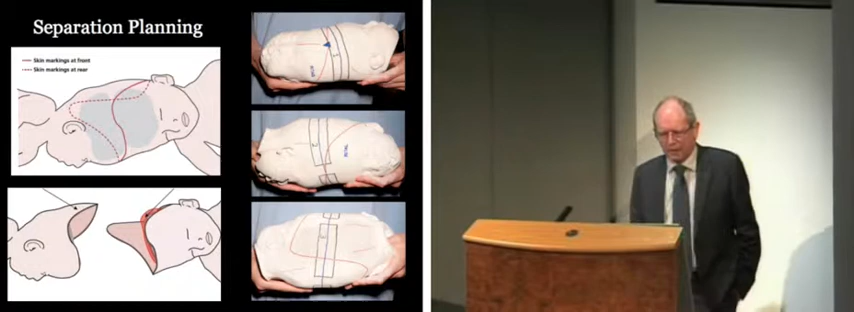 Separation Planning
Skin markings at front
Skin markings at rear